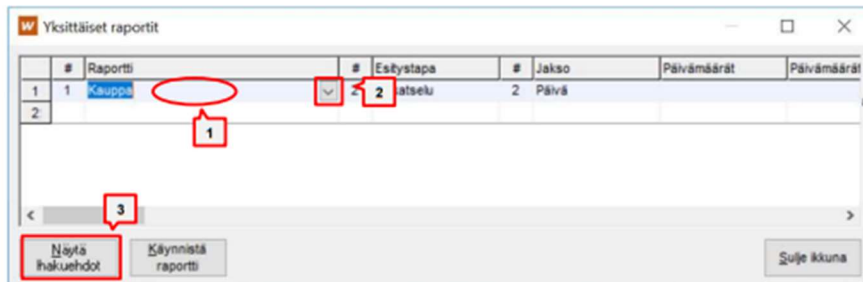 W Yksittäiset raportit
# Raportti # Esitystapa # Jakso Päivämäärät Päivämäärät
1 1 Kauppa 2 2 atselu 2 Päivä
1
2
3
Näytä hakuehdot
Käynnistä raportti
Sulje ikkuna